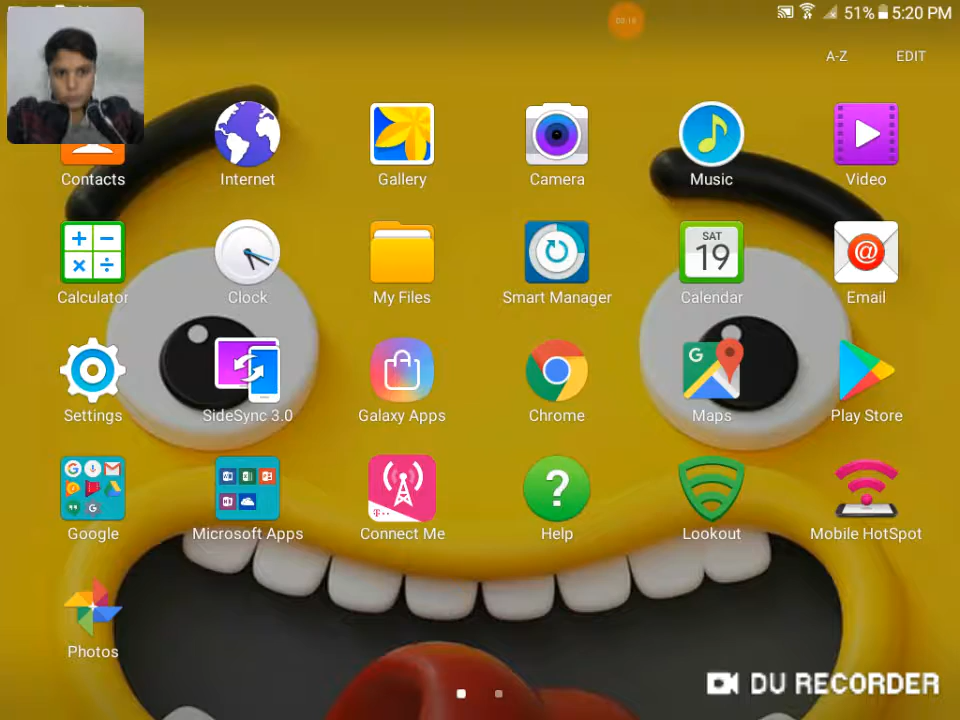 00:18
51% 5:20 PM
A-Z EDIT
Contacts Internet Gallery Camera Music Video
SAT
19
Calculator Clock My Files Smart Manager Calendar Email
G
Settings SideSync 3.0 Galaxy Apps Chrome Maps Play Store
Google Microsoft Apps Connect Me Help Lookout Mobile HotSpot
Photos
DU RECORDER